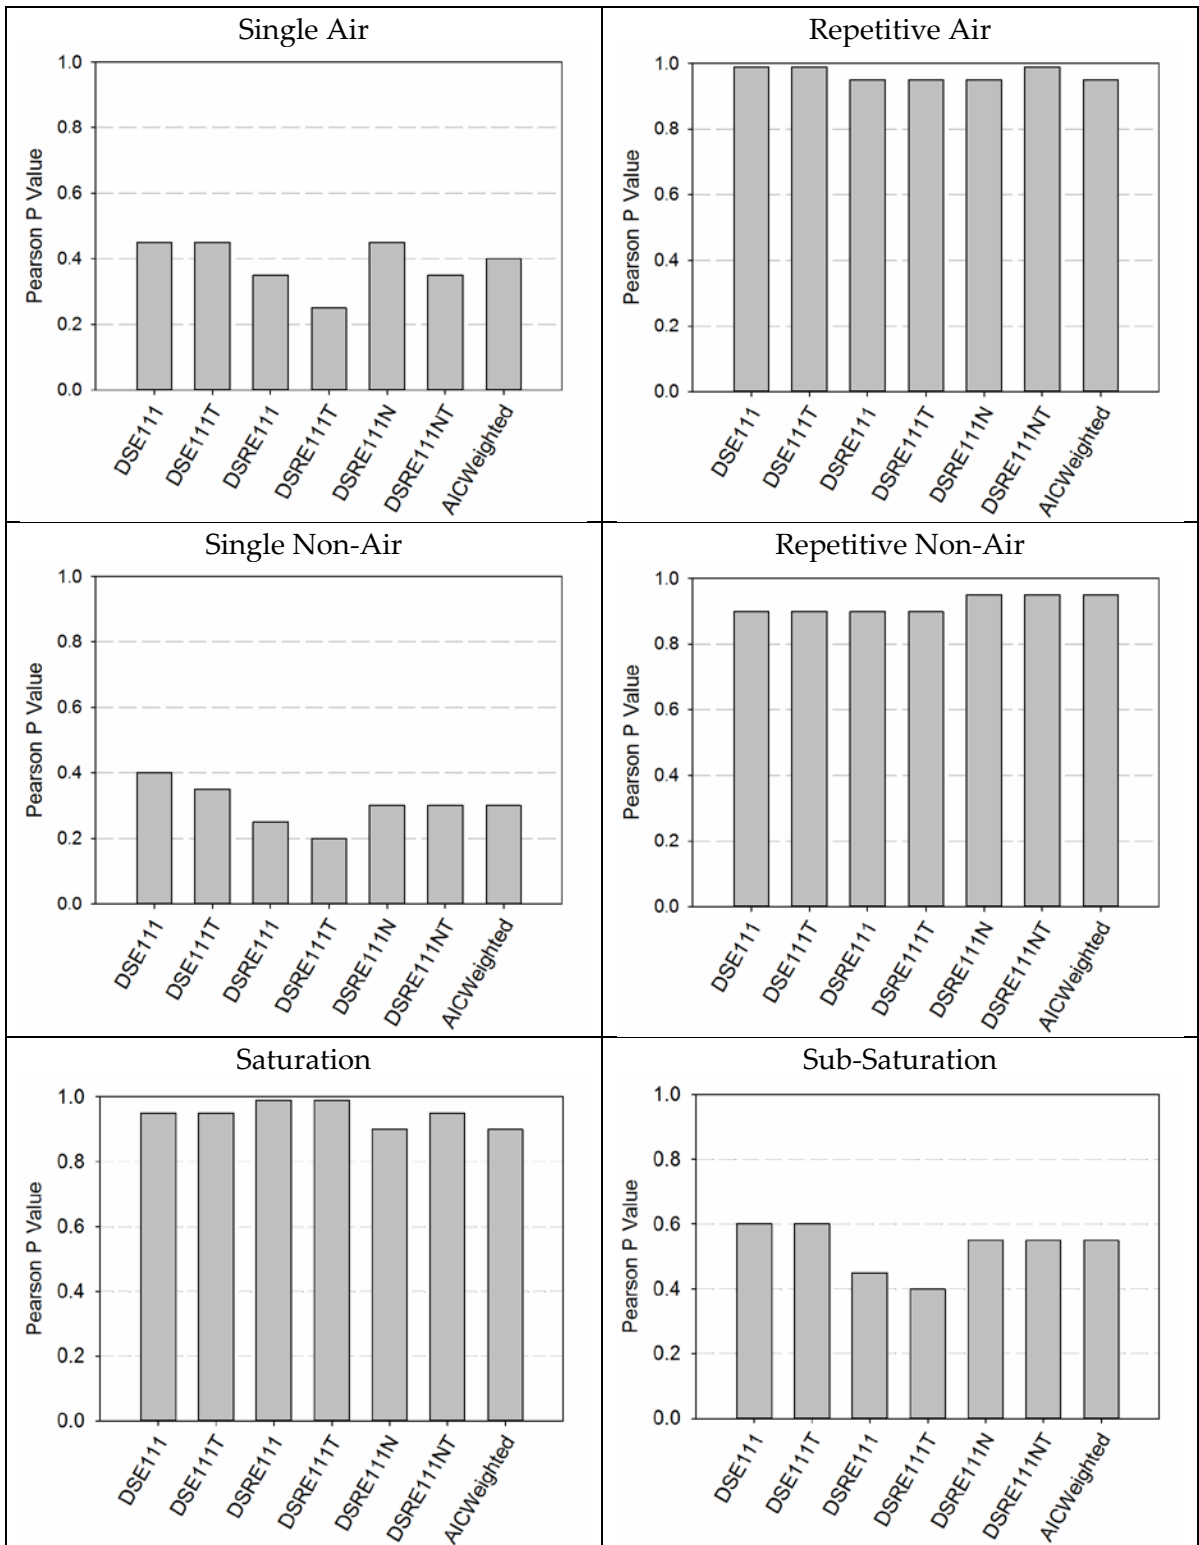 Single Air
1.0
0.8
0.6
0.4
0.2
0.0
Pearson P Value
DSE111
DSE111T
DSRE111
DSRE111T
DSRE111N
DSRE111NT
AICWeighted
Repetitive Air
1.0
0.8
0.6
0.4
0.2
0.0
Pearson P Value
DSE111
DSE111T
DSRE111
DSRE111T
DSRE111N
DSRE111NT
AICWeighted
Single Non-Air
1.0
0.8
0.6
0.4
0.2
0.0
Pearson P Value
DSE111
DSE111T
DSRE111
DSRE111T
DSRE111N
DSRE111NT
AICWeighted
Repetitive Non-Air
1.0
0.8
0.6
0.4
0.2
0.0
Pearson P Value
DSE111
DSE111T
DSRE111
DSRE111T
DSRE111N
DSRE111NT
AICWeighted
Saturation
1.0
0.8
0.6
0.4
0.2
0.0
Pearson P Value
DSE111
DSE111T
DSRE111
DSRE111T
DSRE111N
DSRE111NT
AICWeighted
Sub-Saturation
1.0
0.8
0.6
0.4
0.2
0.0
Pearson P Value
DSE111
DSE111T
DSRE111
DSRE111T
DSRE111N
DSRE111NT
AICWeighted